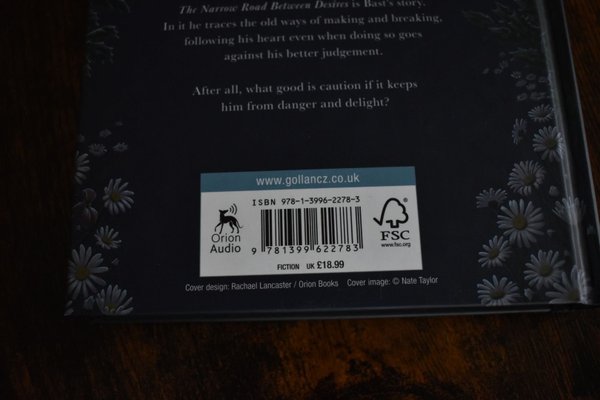 The Narrow Road Between Desires is Bast's story.
In it he traces the old ways of making and breaking,
following his heart even when doing so goes
against his better judgement.
After all, what good is caution if it keeps
him from danger and delight?
www.gollancz.co.uk
ISBN 978-1-3996-2278-3
Orion
Audio
9 781399 622783
FSC
www.fsc.org
FICTION UK £18.99
Cover design: Rachael Lancaster / Orion Books Cover image: © Nate Taylor